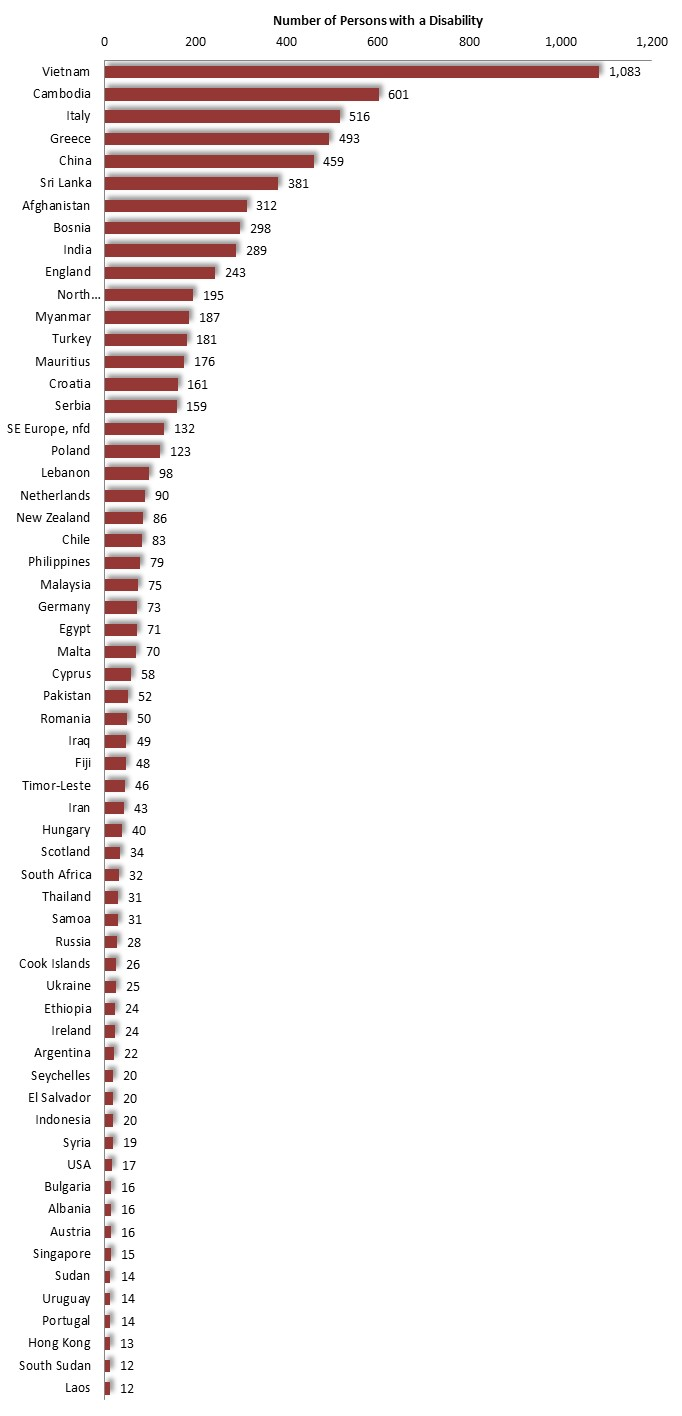 Number of Persons with a Disability
0 200 400 600 800 1,000 1,200
Vietnam 1,083
Cambodia 601
Italy 516
Greece 493
China 459
Sri Lanka 381
Afghanistan 312
Bosnia 298
India 289
England 243
North... 195
Myanmar 187
Turkey 181
Mauritius 176
Croatia 161
Serbia 159
SE Europe, nfd 132
Poland 123
Lebanon 98
Netherlands 90
New Zealand 86
Chile 83
Philippines 79
Malaysia 75
Germany 73
Egypt 71
Malta 70
Cyprus 58
Pakistan 52
Romania 50
Iraq 49
Fiji 48
Timor-Leste 46
Iran 43
Hungary 40
Scotland 34
South Africa 32
Thailand 31
Samoa 31
Russia 28
Cook Islands 26
Ukraine 25
Ethiopia 24
Ireland 24
Argentina 22
Seychelles 20
El Salvador 20
Indonesia 20
Syria 19
USA 17
Bulgaria 16
Albania 16
Austria 16
Singapore 15
Sudan 14
Uruguay 14
Portugal 14
Hong Kong 13
South Sudan 12
Laos 12